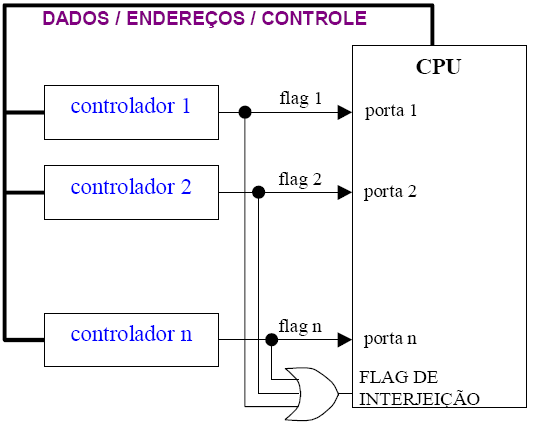 DADOS / ENDEREÇOS / CONTROLE
CPU
controlador 1
flag 1
porta 1
controlador 2
flag 2
porta 2
controlador n
flag n
porta n
FLAG DE
INTERJEIÇÃO